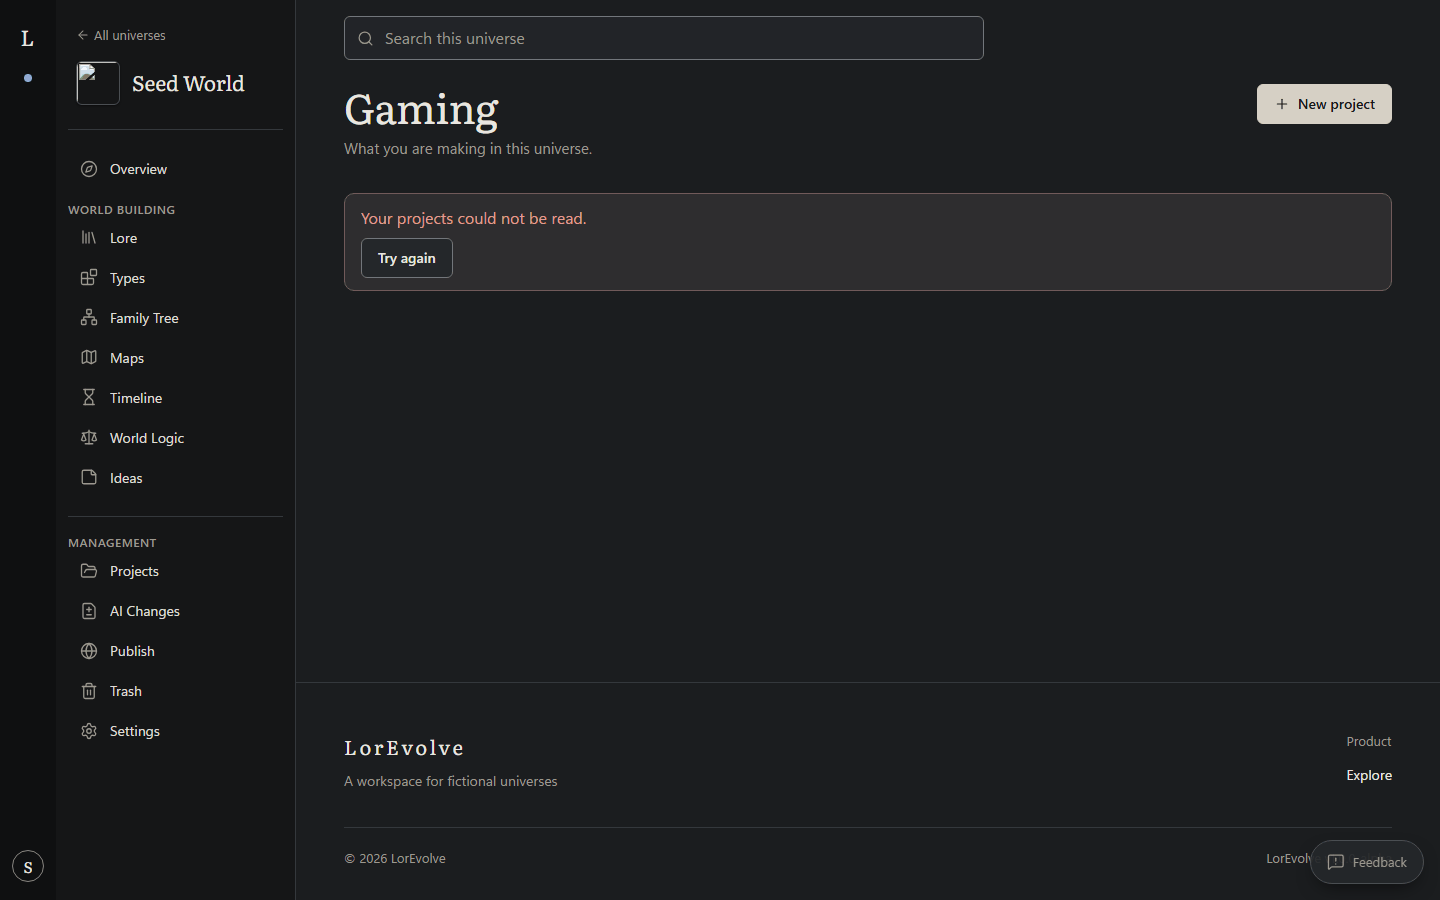 L
All universes
Seed World
Overview
WORLD BUILDING
Lore
Types
Family Tree
Maps
Timeline
World Logic
Ideas
MANAGEMENT
Projects
AI Changes
Publish
Trash
Settings
S
Search this universe
Gaming
New project
What you are making in this universe.
Your projects could not be read.
Try again
LorEvolve
A workspace for fictional universes
Product
Explore
© 2026 LorEvolve
Feedback